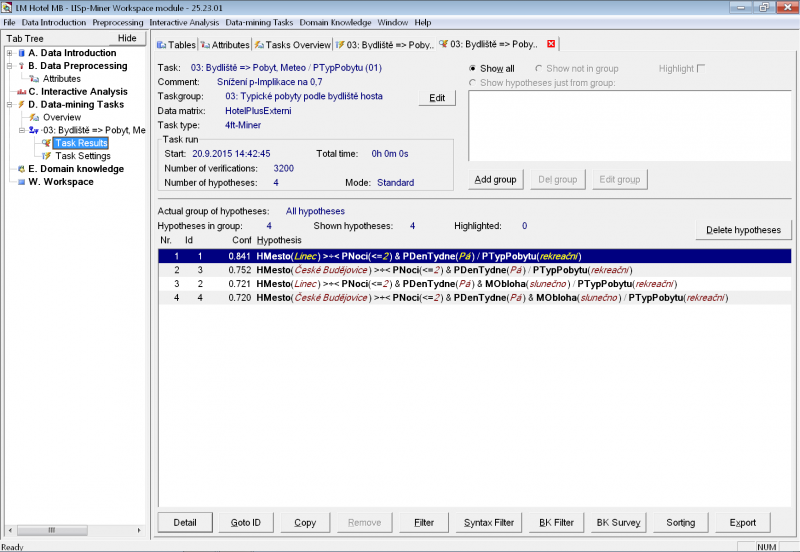 LM Hotel MB - LISp-Miner Workspace module - 25.23.01
File Data Introduction Preprocessing Interactive Analysis Data-mining Tasks Domain Knowledge Window Help
Tab Tree Hide
A. Data Introduction
B. Data Preprocessing
Attributes
C. Interactive Analysis
D. Data-mining Tasks
Overview
03: Bydliště => Pobyt, Me
Task Results
Task Settings
E. Domain knowledge
W. Workspace
Tables Attributes Tasks Overview 03: Bydliště => Poby.. 03: Bydliště => Poby..
Task: 03: Bydliště => Pobyt, Meteo / PTypPobytu (01)
Comment: Snížení p-Implikace na 0,7
Taskgroup: 03: Typické pobyty podle bydliště hosta
Edit
Data matrix: HotelPlusExterni
Task type: 4ft-Miner
Task run
Start: 20.9.2015 14:42:45 Total time: 0h 0m 0s
Number of verifications: 3200
Number of hypotheses: 4 Mode: Standard
Show all Show not in group Highlight
Show hypotheses just from group:
Add group Del group Edit group
Actual group of hypotheses: All hypotheses
Hypotheses in group: 4 Shown hypotheses: 4 Highlighted: 0
Delete hypotheses
Nr. Id Conf Hypothesis
1 1 0.841 HMesto(Linec) >÷< PNoci(<=2) & PDenTydne(Pá) / PTypPobytu(rekreační)
2 3 0.752 HMesto(České Budějovice) >÷< PNoci(<=2) & PDenTydne(Pá) / PTypPobytu(rekreační)
3 2 0.721 HMesto(Linec) >÷< PNoci(<=2) & PDenTydne(Pá) & MObloha(slunečno) / PTypPobytu(rekreační)
4 4 0.720 HMesto(České Budějovice) >÷< PNoci(<=2) & PDenTydne(Pá) & MObloha(slunečno) / PTypPobytu(rekreační)
Detail Goto ID Copy Remove Filter Syntax Filter BK Filter BK Survey Sorting Export
Ready NUM